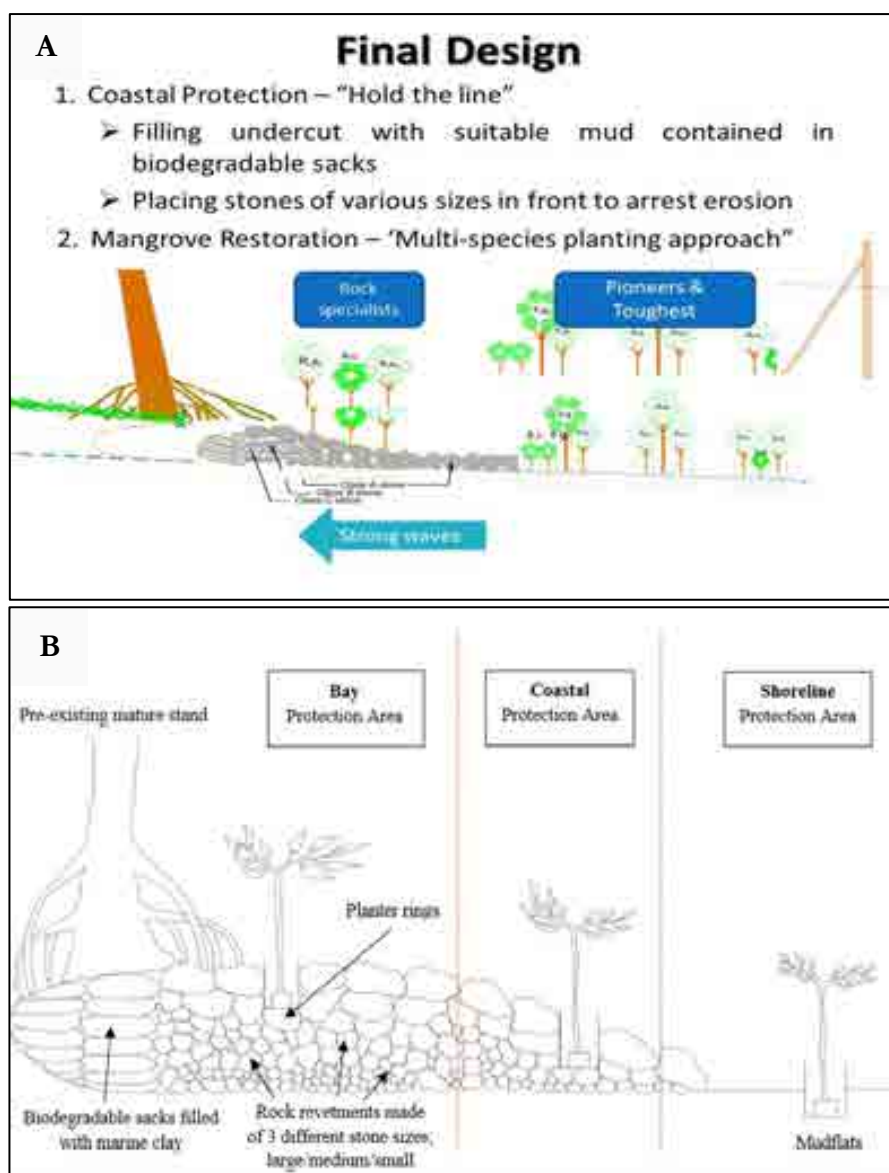 A
Final Design
1. Coastal Protection – “Hold the line”
➢ Filling undercut with suitable mud contained in
biodegradable sacks
➢ Placing stones of various sizes in front to arrest erosion
2. Mangrove Restoration – ‘Multi-species planting approach”
Rock
specialists
Pioneers &
Toughest
Strong waves
B
Pre-existing mature stand
Bay
Protection Area
Coastal
Protection Area
Shoreline
Protection Area
Planter rings
Biodegradable sacks filled
with marine clay
Rock revetments made
of 3 different stone sizes;
large/medium/small
Mudflats